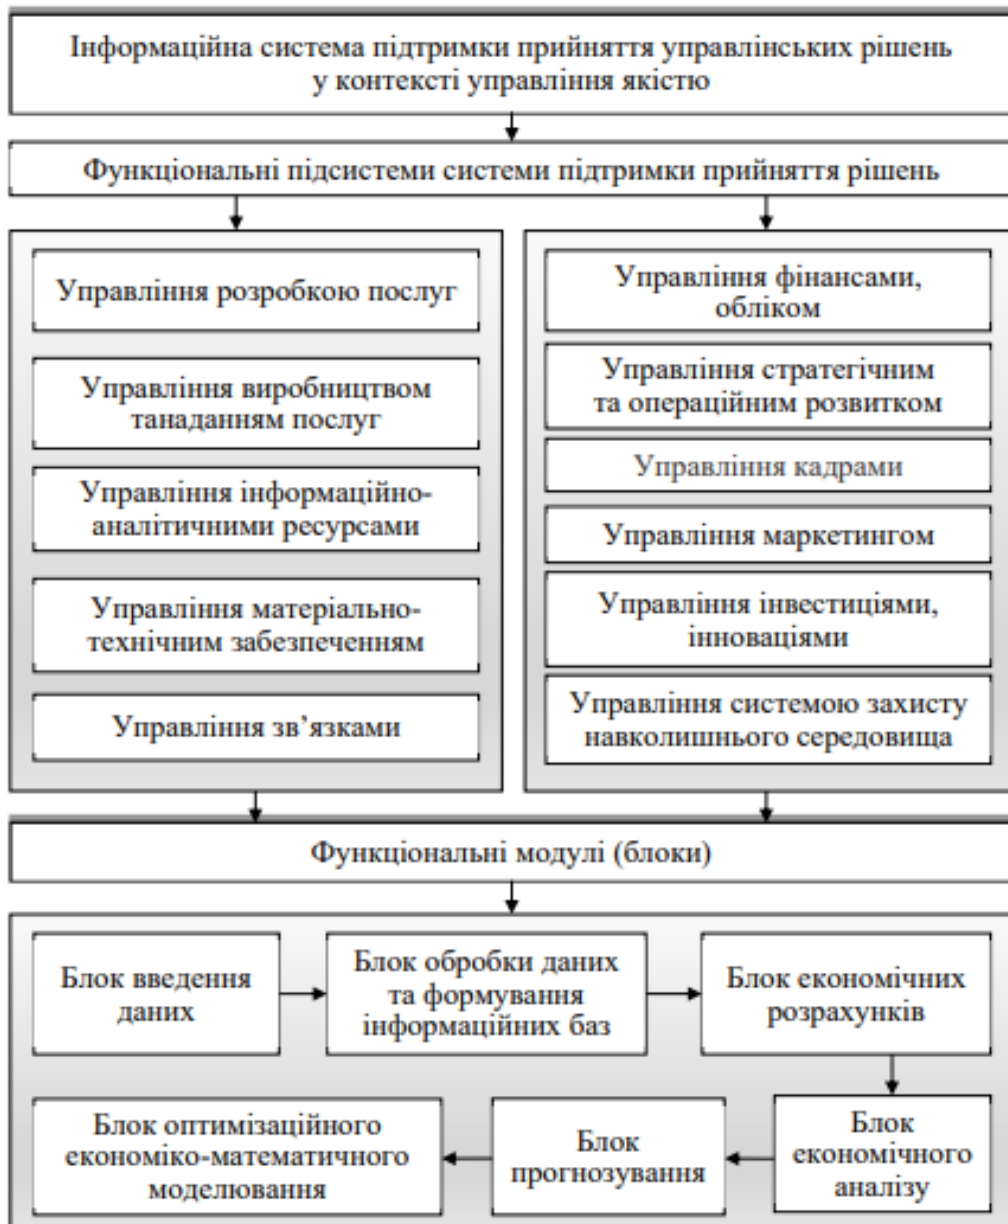 Інформаційна система підтримки прийняття управлінських рішень
у контексті управління якістю
Функціональні підсистеми системи підтримки прийняття рішень
Управління розробкою послуг
Управління виробництвом
танаданням послуг
Управління інформаційно-
аналітичними ресурсами
Управління матеріально-
технічним забезпеченням
Управління зв’язками
Управління фінансами,
обліком
Управління стратегічним
та операційним розвитком
Управління кадрами
Управління маркетингом
Управління інвестиціями,
інноваціями
Управління системою захисту
навколишнього середовища
Функціональні модулі (блоки)
Блок введення
даних
Блок обробки даних
та формування
інформаційних баз
Блок економічних
розрахунків
Блок
економічного
аналізу
Блок
прогнозування
Блок оптимізаційного
економіко-математичного
моделювання